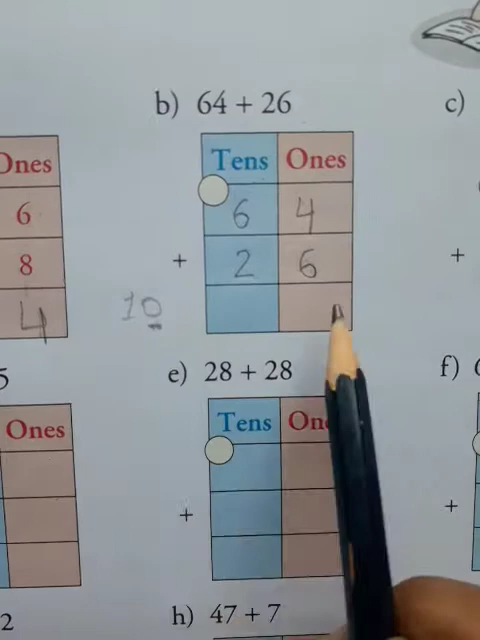 b) 64 + 26
c)
Ones
Tens Ones
6
6 4
8
+ 2 6
+
4
10
5
e) 28 + 28
f)
Ones
Tens
+
+
2
h) 47 + 7